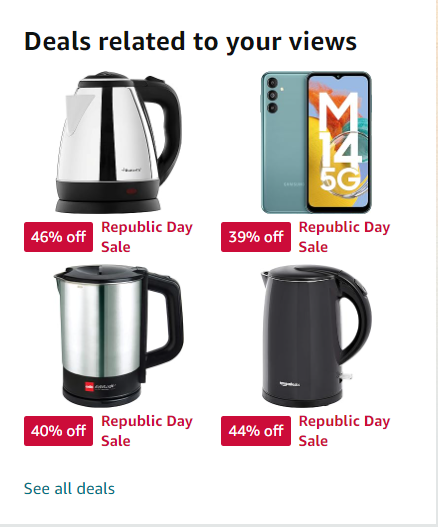 Deals related to your views
M
14
5G
SAMSUNG
46% off
Republic Day
Sale
39% off
Republic Day
Sale
40% off
Republic Day
Sale
44% off
Republic Day
Sale
See all deals